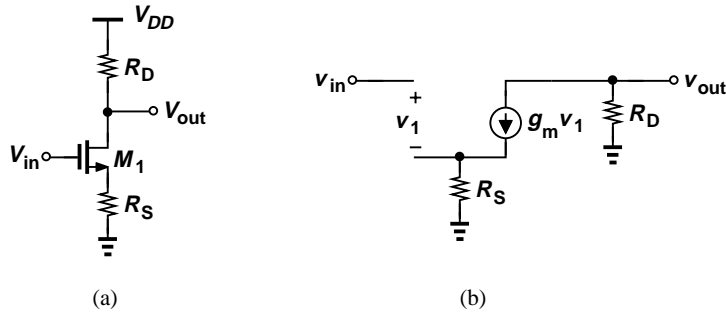 V_DD
R_D
V_out
V_in
M_1
R_S
(a)
v_in
+
v_1
−
g_m v_1
v_out
R_D
R_S
(b)